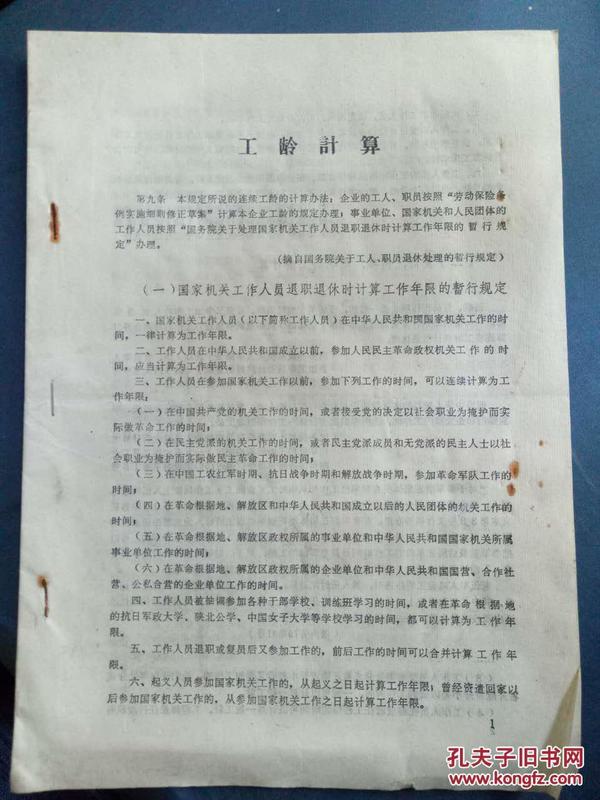 工龄計算
第九条 本规定所说的连续工龄的计算办法：企业的工人、职员按照“劳动保险条
例实施细则修正草案”计算本企业工龄的规定办理；事业单位、国家机关和人民团体的
工作人员按照“国务院关于处理国家机关工作人员退职退休时计算工作年限的暂行规
定”办理。
（摘自国务院关于工人、职员退休处理的暂行规定）
（一）国家机关工作人员退职退休时计算工作年限的暂行规定
一、国家机关工作人员（以下简称工作人员）在中华人民共和国国家机关工作的时
间，一律计算为工作年限。
二、工作人员在中华人民共和国成立以前，参加人民民主革命政权机关工作的时
间，应当计算为工作年限。
三、工作人员在参加国家机关工作以前，参加下列工作的时间，可以连续计算为工
作年限：
（一）在中国共产党的机关工作的时间，或者接受党的决定以社会职业为掩护而实
际做革命工作的时间；
（二）在民主党派的机关工作的时间，或者民主党派成员和无党派的民主人士以社
会职业为掩护而实际做民主革命工作的时间；
（三）在中国工农红军时期、抗日战争时期和解放战争时期，参加革命军队工作的
时间；
（四）在革命根据地、解放区和中华人民共和国成立以后的人民团体的机关工作的
时间；
（五）在革命根据地、解放区政权所属的事业单位和中华人民共和国国家机关所属
事业单位工作的时间；
（六）在革命根据地、解放区政权所属的企业单位和中华人民共和国国营、合作社
营、公私合营的企业单位工作的时间。
四、工作人员被抽调参加各种干部学校、训练班学习的时间，或者在革命根据地
的抗日军政大学、陕北公学、中国女子大学等学校学习的时间，都可以计算为工作年
限。
五、工作人员退职或复员后又参加工作的，前后工作的时间可以合并计算工作年
限。
六、起义人员参加国家机关工作的，从起义之日起计算工作年限；曾经资遣回家以
后参加国家机关工作的，从参加国家机关工作之日起计算工作年限。
1
孔夫子旧书网
www.kongfz.com